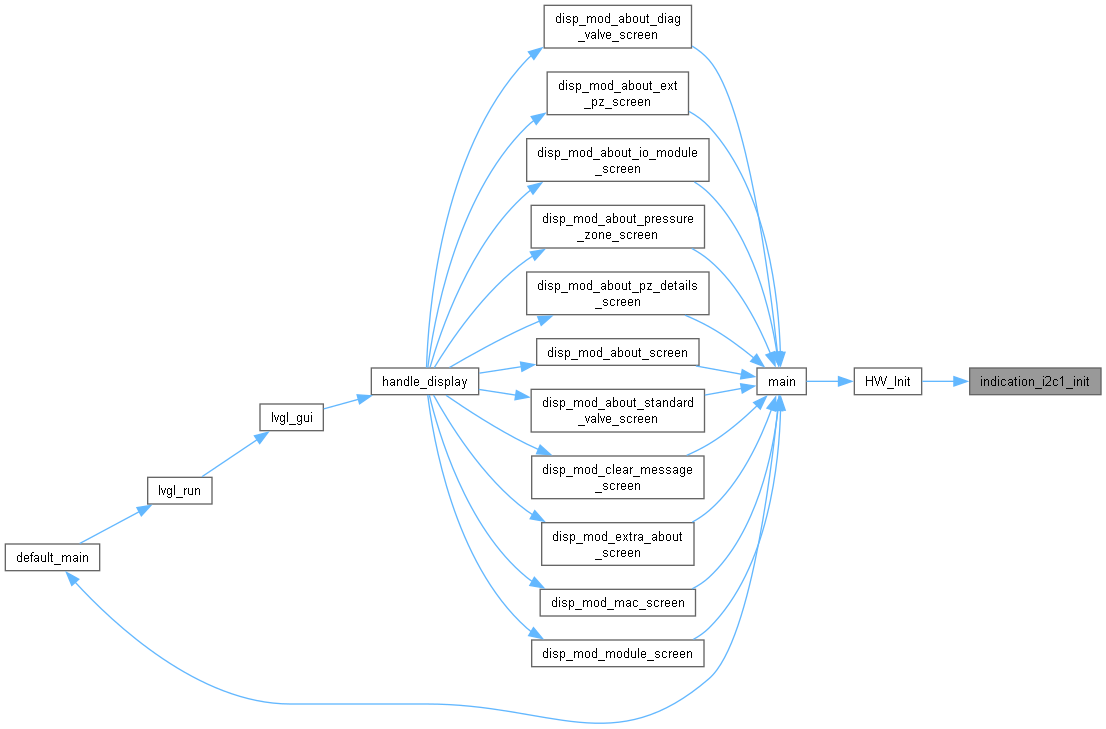 disp_mod_about_diag
_valve_screen
disp_mod_about_ext
_pz_screen
disp_mod_about_io_module
_screen
disp_mod_about_pressure
_zone_screen
disp_mod_about_pz_details
_screen
disp_mod_about_screen
handle_display
main
HW_Init
indication_i2c1_init
disp_mod_about_standard
_valve_screen
lvgl_gui
disp_mod_clear_message
_screen
lvgl_run
disp_mod_extra_about
_screen
default_main
disp_mod_mac_screen
disp_mod_module_screen